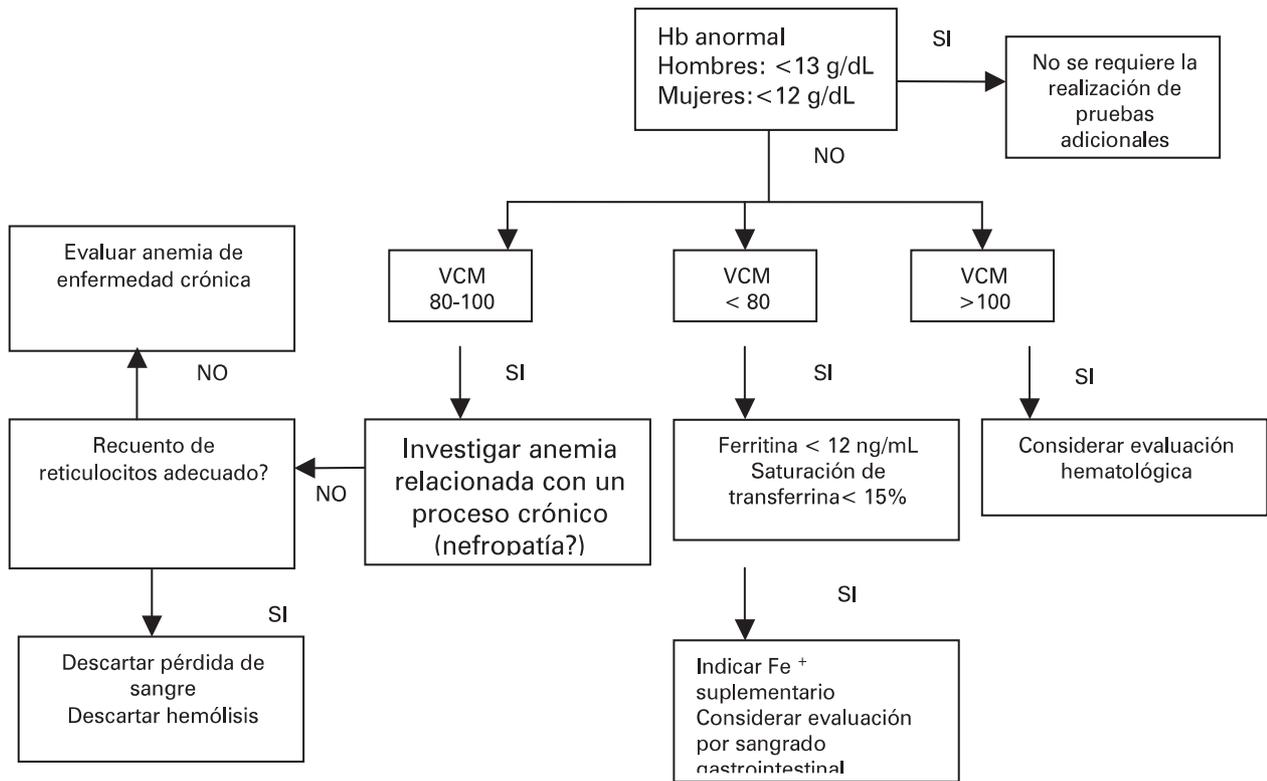 Hb anormal
Hombres: <13 g/dL
Mujeres:<12 g/dL
SI
No se requiere la
realización de
pruebas
adicionales
NO
Evaluar anemia de
enfermedad crónica
VCM
80-100
VCM
< 80
VCM
>100
NO
SI
SI
SI
Recuento de
reticulocitos adecuado?
NO
Investigar anemia
relacionada con un
proceso crónico
(nefropatía?)
Ferritina < 12 ng/mL
Saturación de
transferrina< 15%
Considerar evaluación
hematológica
SI
SI
Descartar pérdida de
sangre
Descartar hemólisis
Indicar Fe +
suplementario
Considerar evaluación
por sangrado
gastrointestinal